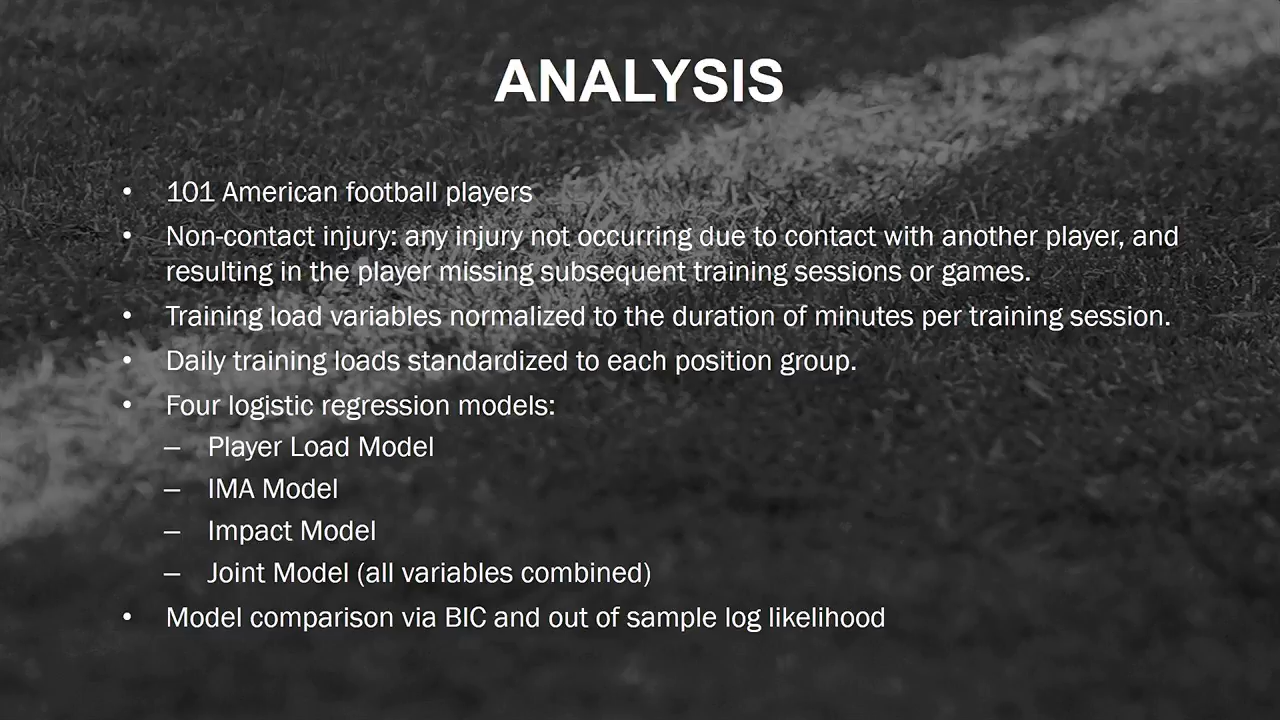 ANALYSIS
• 101 American football players
• Non-contact injury: any injury not occurring due to contact with another player, and
resulting in the player missing subsequent training sessions or games.
• Training load variables normalized to the duration of minutes per training session.
• Daily training loads standardized to each position group.
• Four logistic regression models:
– Player Load Model
– IMA Model
– Impact Model
– Joint Model (all variables combined)
• Model comparison via BIC and out of sample log likelihood